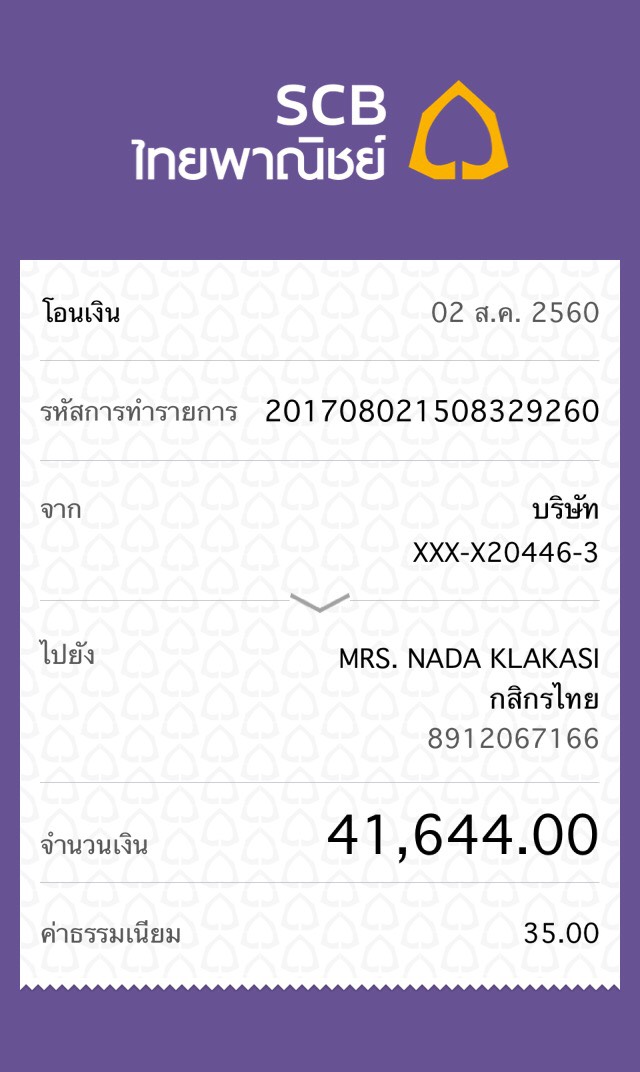 SCB
ไทยพาณิชย์
โอนเงิน 02 ส.ค. 2560
รหัสการทำรายการ 201708021508329260
จาก บริษัท
XXX-X20446-3
ไปยัง MRS. NADA KLAKASI
กสิกรไทย
8912067166
จำนวนเงิน 41,644.00
ค่าธรรมเนียม 35.00